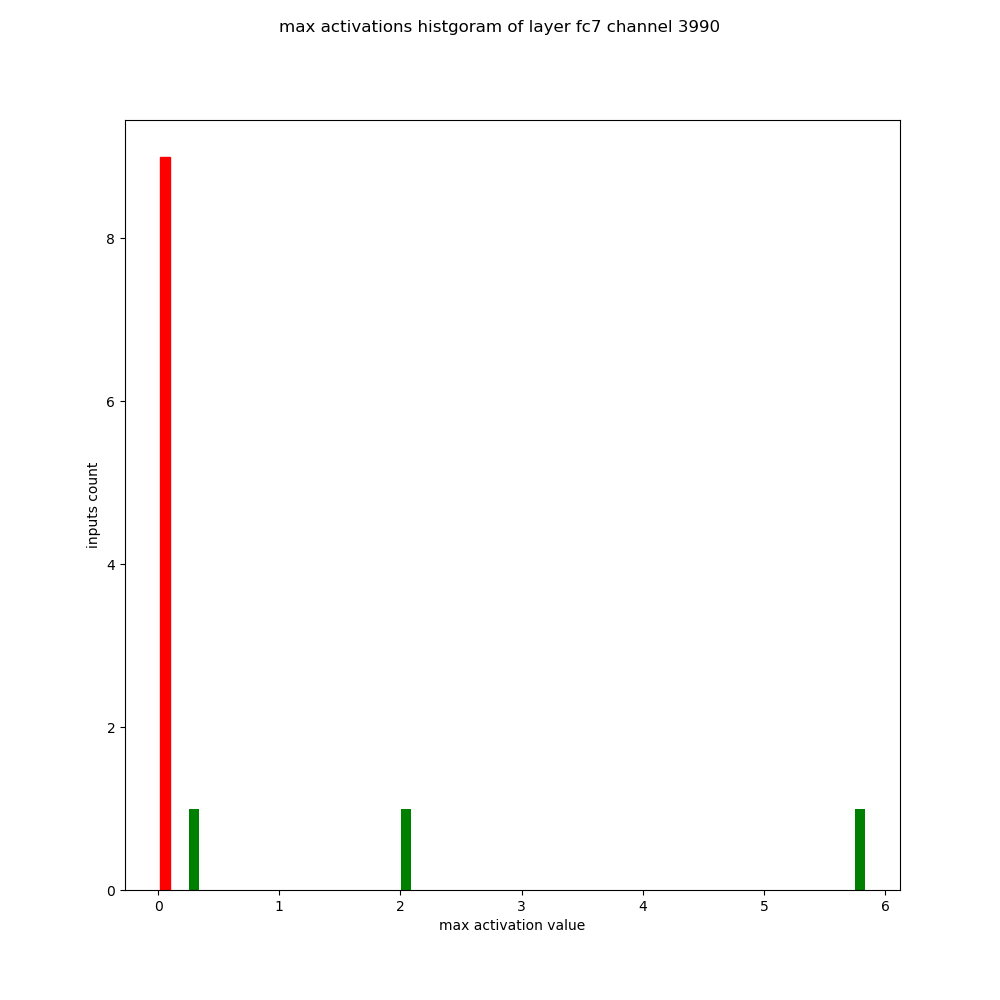 max activations histgoram of layer fc7 channel 3990
8
6
4
2
0
inputs count
0 1 2 3 4 5 6
max activation value